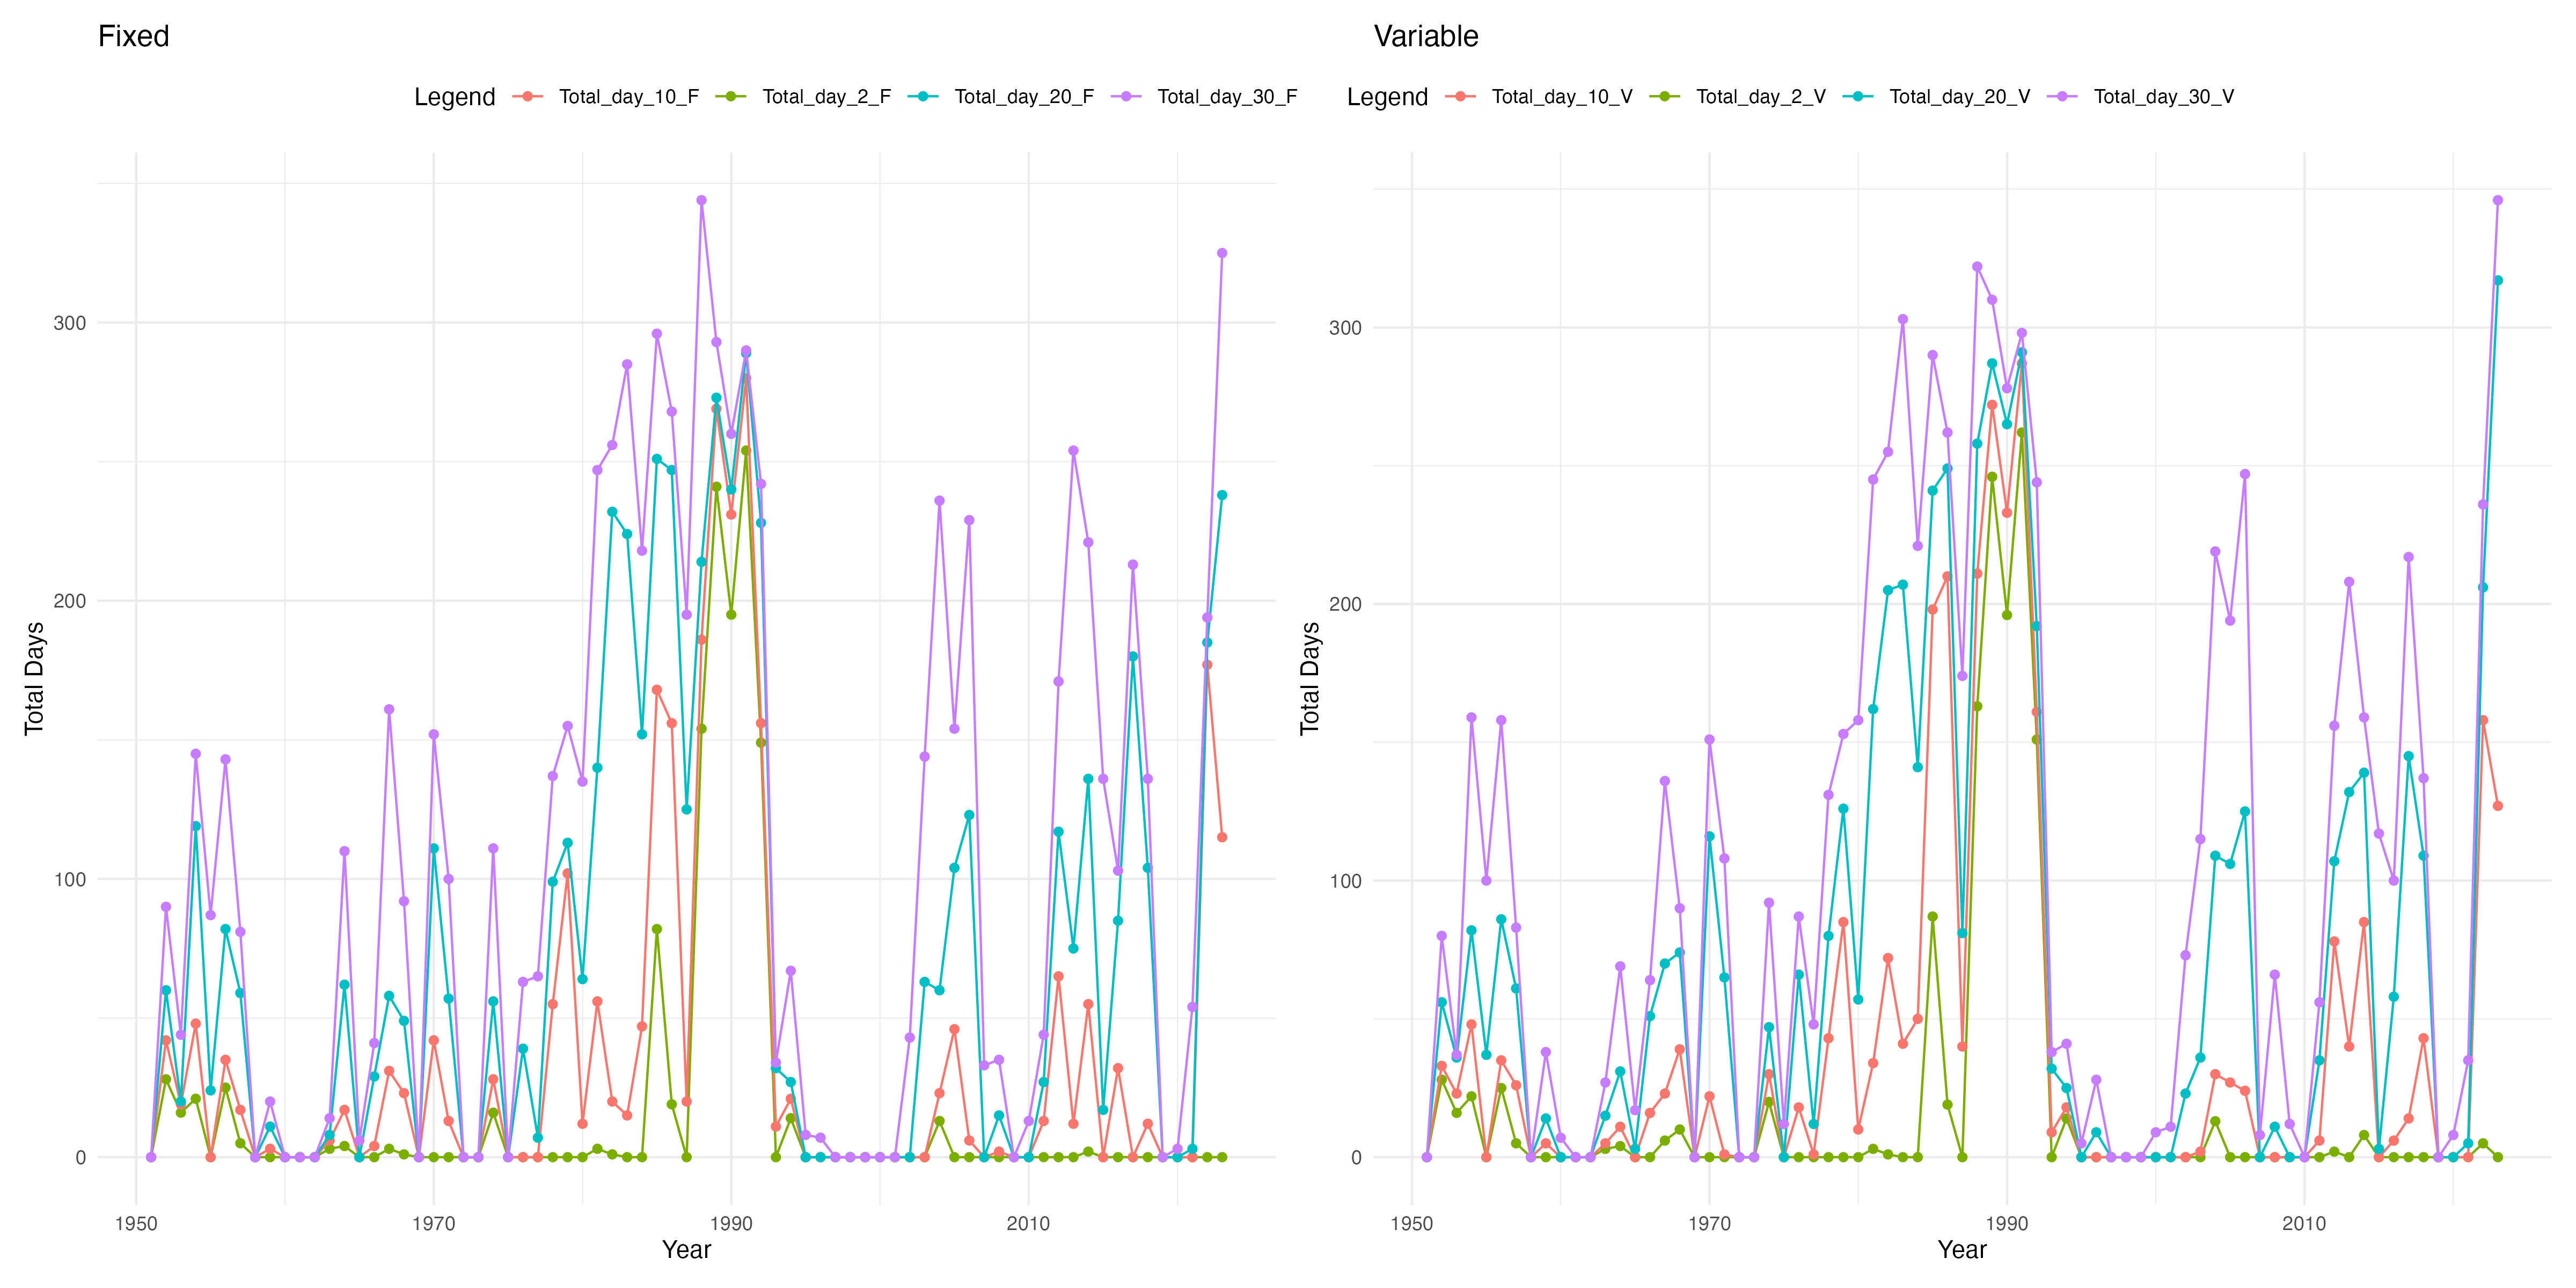 Fixed
Legend Total_day_10_F Total_day_2_F Total_day_20_F Total_day_30_F
300
200
100
0
Total Days
1950 1970 1990 2010
Year
Variable
Legend Total_day_10_V Total_day_2_V Total_day_20_V Total_day_30_V
300
200
100
0
Total Days
1950 1970 1990 2010
Year